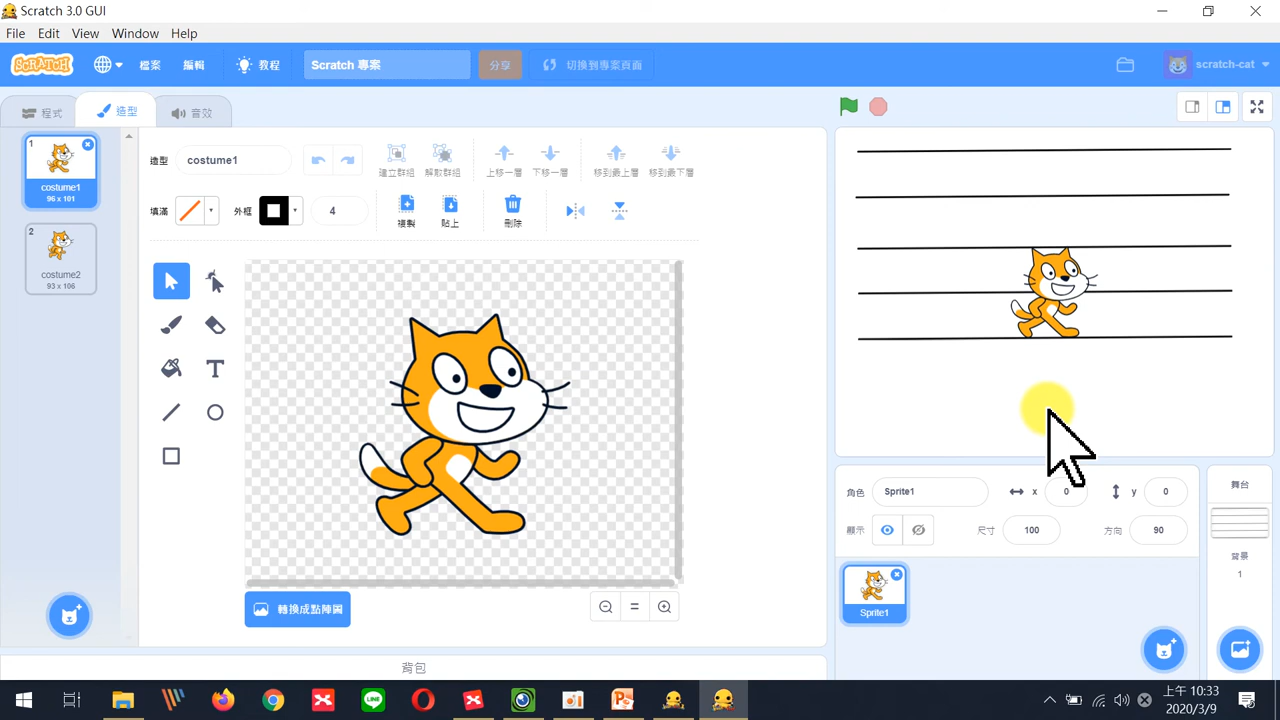 Scratch 3.0 GUI
File Edit View Window Help
SCRATCH 檔案 編輯 教程 Scratch 專案 分享 切換到專案頁面 scratch-cat
程式 造型 音效
1
costume1
96 x 101
2
costume2
93 x 106
造型 costume1 建立群組 解散群組 上移一層 下移一層 移到最上層 移到最下層
填滿 外框 4 複製 貼上 刪除
T
轉換成點陣圖
背包
角色 Sprite1 x 0 y 0
顯示 尺寸 100 方向 90
Sprite1
舞台
背景
1
上午 10:33
2020/3/9